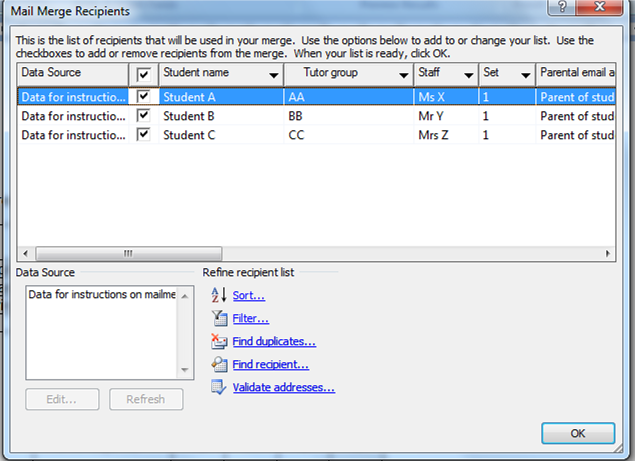 Mail Merge Recipients
This is the list of recipients that will be used in your merge. Use the options below to add to or change your list. Use the
checkboxes to add or remove recipients from the merge. When your list is ready, click OK.
Data Source Student name Tutor group Staff Set Parental email a
Data for instructio... Student A AA Ms X 1 Parent of stud
Data for instructio... Student B BB Mr Y 1 Parent of stud
Data for instructio... Student C CC Mrs Z 1 Parent of stud
Data Source Refine recipient list
Data for instructions on mailme
Sort...
Filter...
Find duplicates...
Find recipient...
Validate addresses...
Edit... Refresh
OK